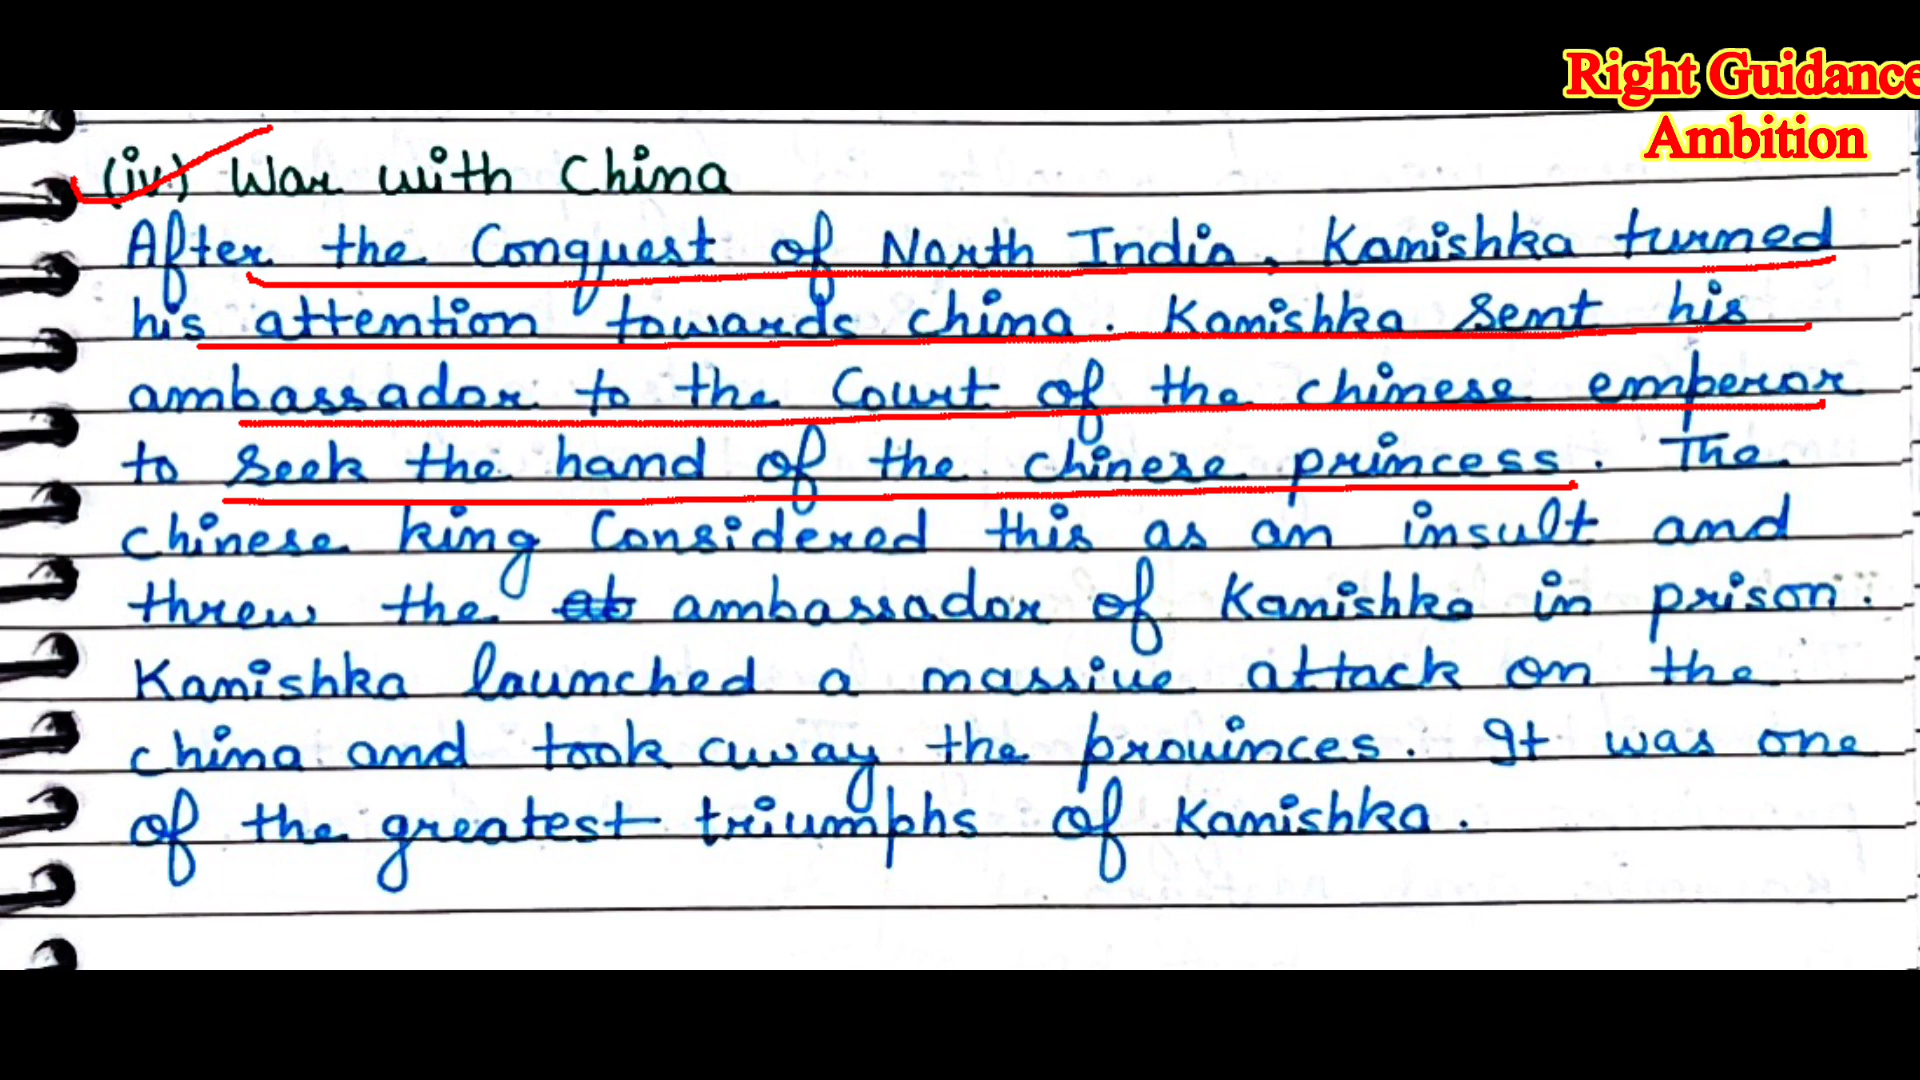 Right Guidance
Ambition
(iv) War with China
After the Conquest of North India, Kanishka turned
his attention towards china. Kanishka sent his
ambassador to the Court of the chinese emperor
to seek the hand of the chinese princess. The
chinese king Considered this as an insult and
threw the ambassador of Kanishka in prison.
Kanishka launched a massive attack on the
china and took away the provinces. It was one
of the greatest triumphs of Kanishka.